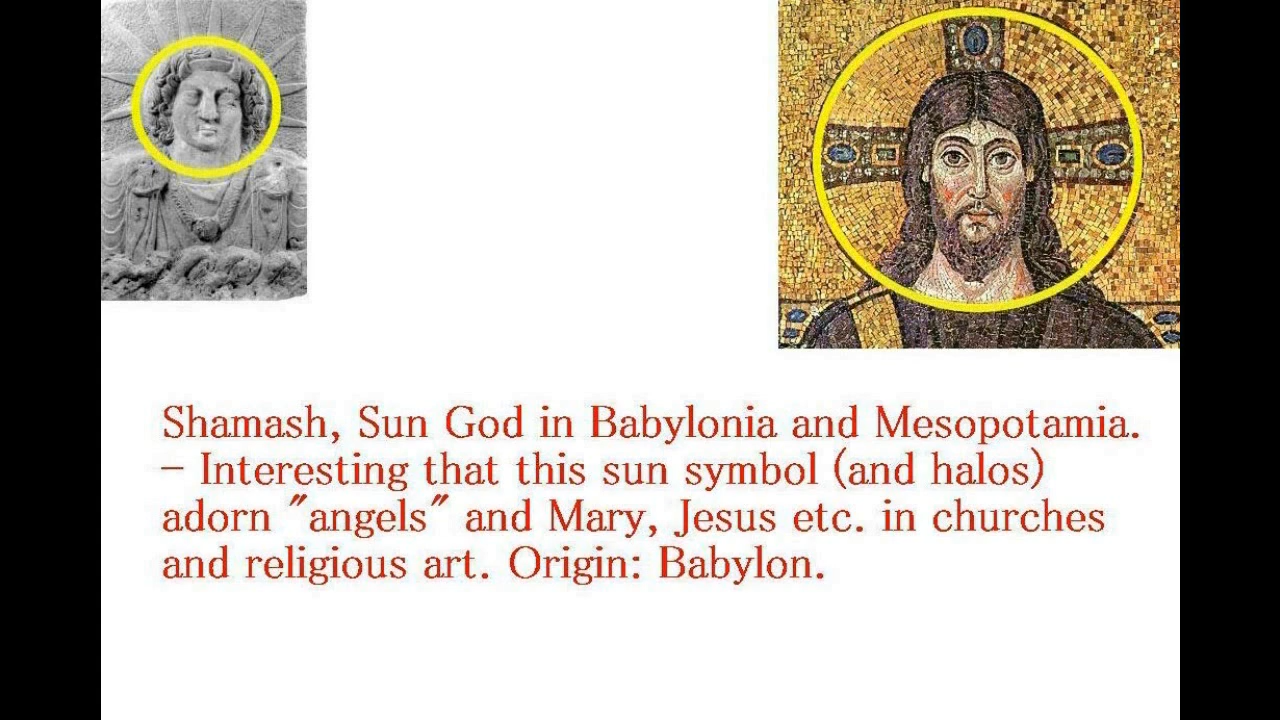 Shamash, Sun God in Babylonia and Mesopotamia.
- Interesting that this sun symbol (and halos)
adorn "angels" and Mary, Jesus etc. in churches
and religious art. Origin: Babylon.